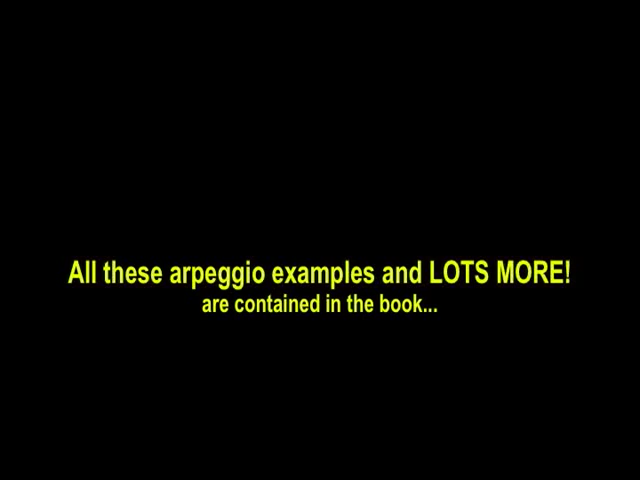 All these arpeggio examples and LOTS MORE!
are contained in the book...